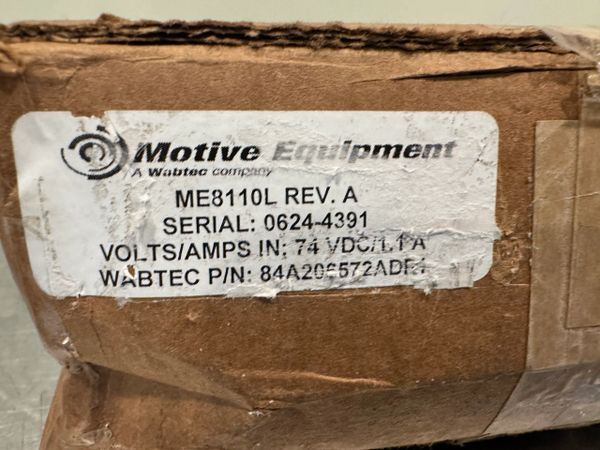 Motive Equipment
A Wabtec company
ME8110L REV. A
SERIAL: 0624-4391
VOLTS/AMPS IN: 74 VDC/1.1 A
WABTEC P/N: